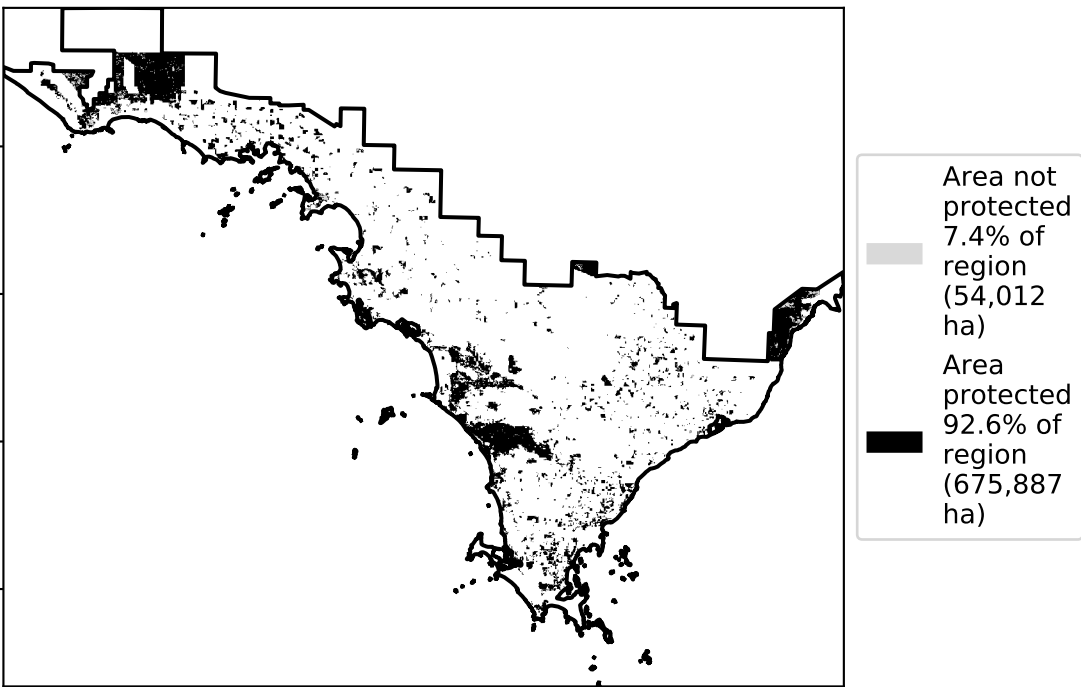 Area not
protected
7.4% of
region
(54,012
ha)
Area
protected
92.6% of
region
(675,887
ha)